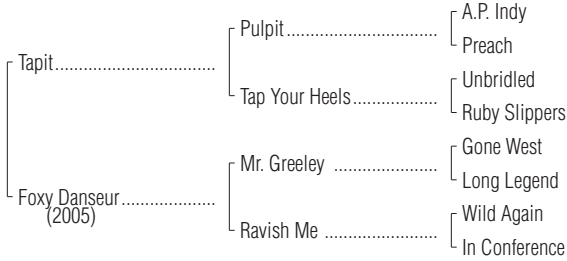 A.P. Indy
Pulpit
Preach
Tapit
Unbridled
Tap Your Heels
Ruby Slippers
Gone West
Mr. Greeley
Long Legend
Foxy Danseur
(2005)
Wild Again
Ravish Me
In Conference